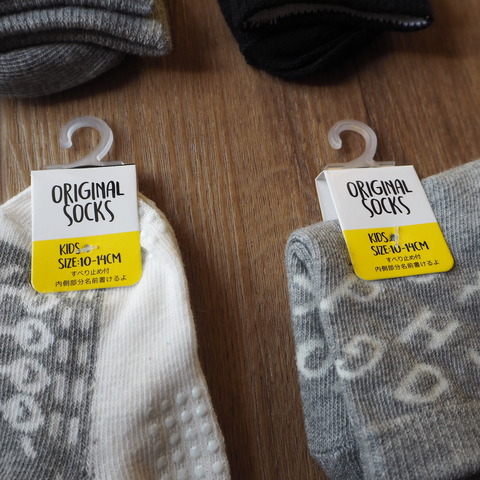 ORIGINAL
SOCKS
KIDS
SIZE:10-14CM
すべり止め付
内側部分名前書けるよ
ORIGINAL
SOCKS
KIDS
SIZE:10-14CM
すべり止め付
内側部分名前書けるよ
H